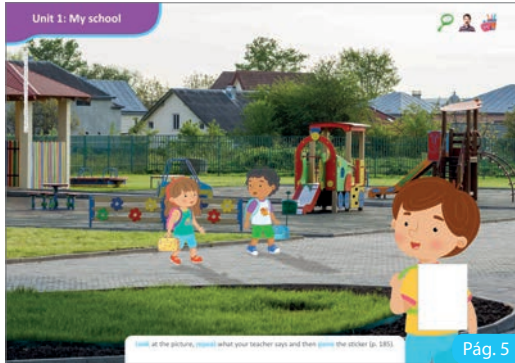 Unit 1: My school
Look at the picture, repeat what your teacher says and then paste the sticker (p. 185).
Pág. 5